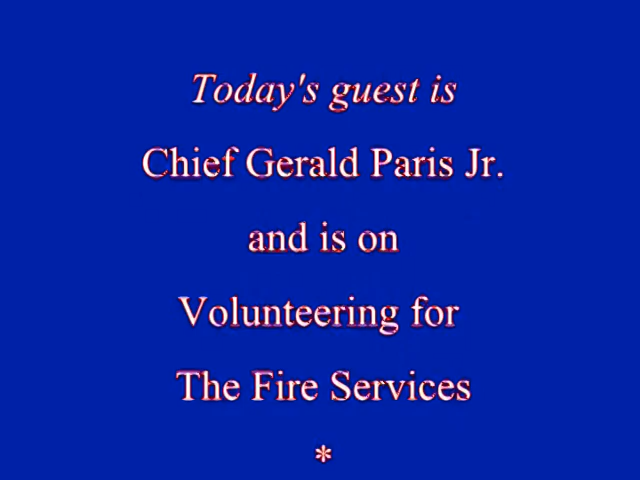 Today's guest is
Chief Gerald Paris Jr.
and is on
Volunteering for
The Fire Services
*